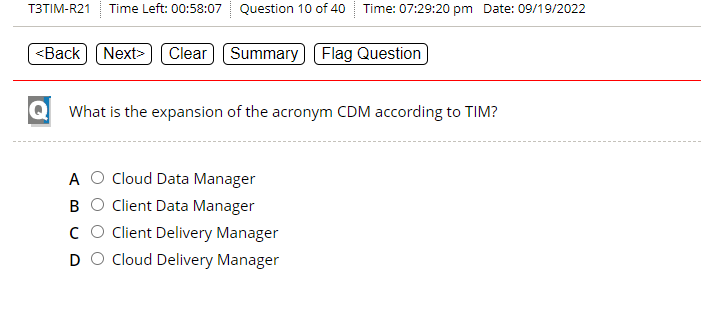 T3TIM-R21 Time Left: 00:58:07 Question 10 of 40 Time: 07:29:20 pm Date: 09/19/2022
<Back Next> Clear Summary Flag Question
Q What is the expansion of the acronym CDM according to TIM?
A Cloud Data Manager
B Client Data Manager
C Client Delivery Manager
D Cloud Delivery Manager